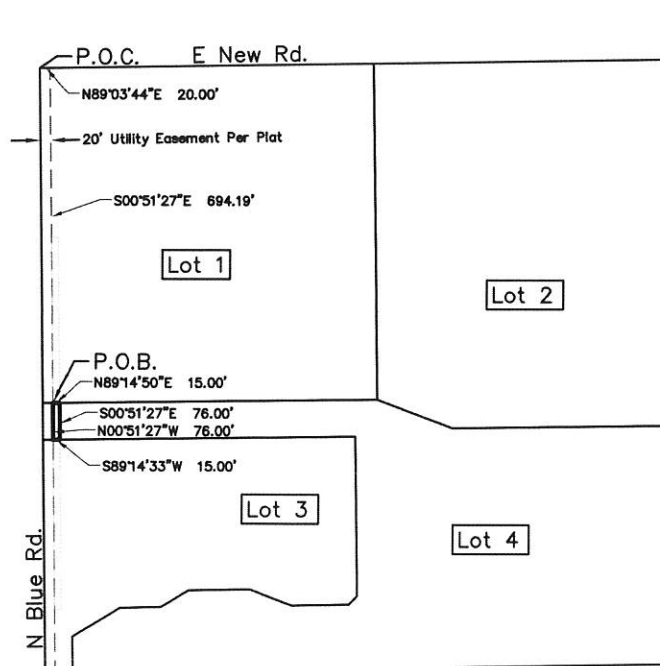 P.O.C.
E New Rd.
N89°03'44"E 20.00'
20' Utility Easement Per Plat
S00°51'27"E 694.19'
Lot 1
Lot 2
P.O.B.
N89°14'50"E 15.00'
S00°51'27"E 76.00'
N00°51'27"W 76.00'
S89°14'33"W 15.00'
Lot 3
Lot 4
N Blue Rd.